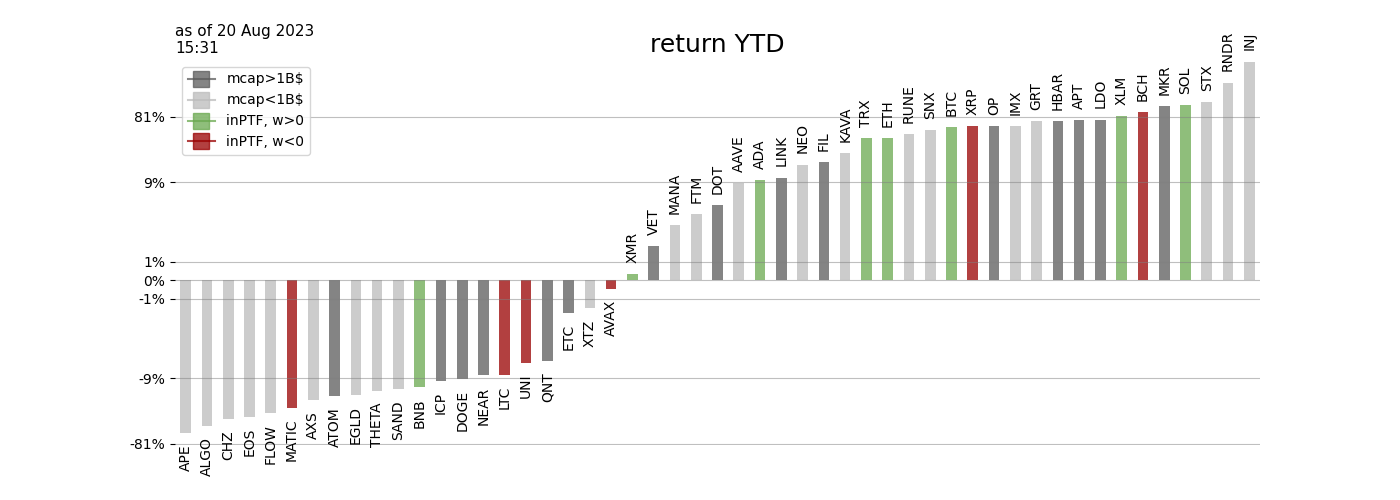 as of 20 Aug 2023
15:31
return YTD
mcap>1B$
mcap<1B$
inPTF, w>0
inPTF, w<0
81%
9%
1%
0%
-1%
-9%
-81%
APE
ALGO
CHZ
EOS
FLOW
MATIC
AXS
ATOM
EGLD
THETA
SAND
BNB
ICP
DOGE
NEAR
LTC
UNI
QNT
ETC
XTZ
AVAX
XMR
VET
MANA
FTM
DOT
AAVE
ADA
LINK
NEO
FIL
KAVA
TRX
ETH
RUNE
SNX
BTC
XRP
OP
IMX
GRT
HBAR
APT
LDO
XLM
BCH
MKR
SOL
STX
RNDR
INJ